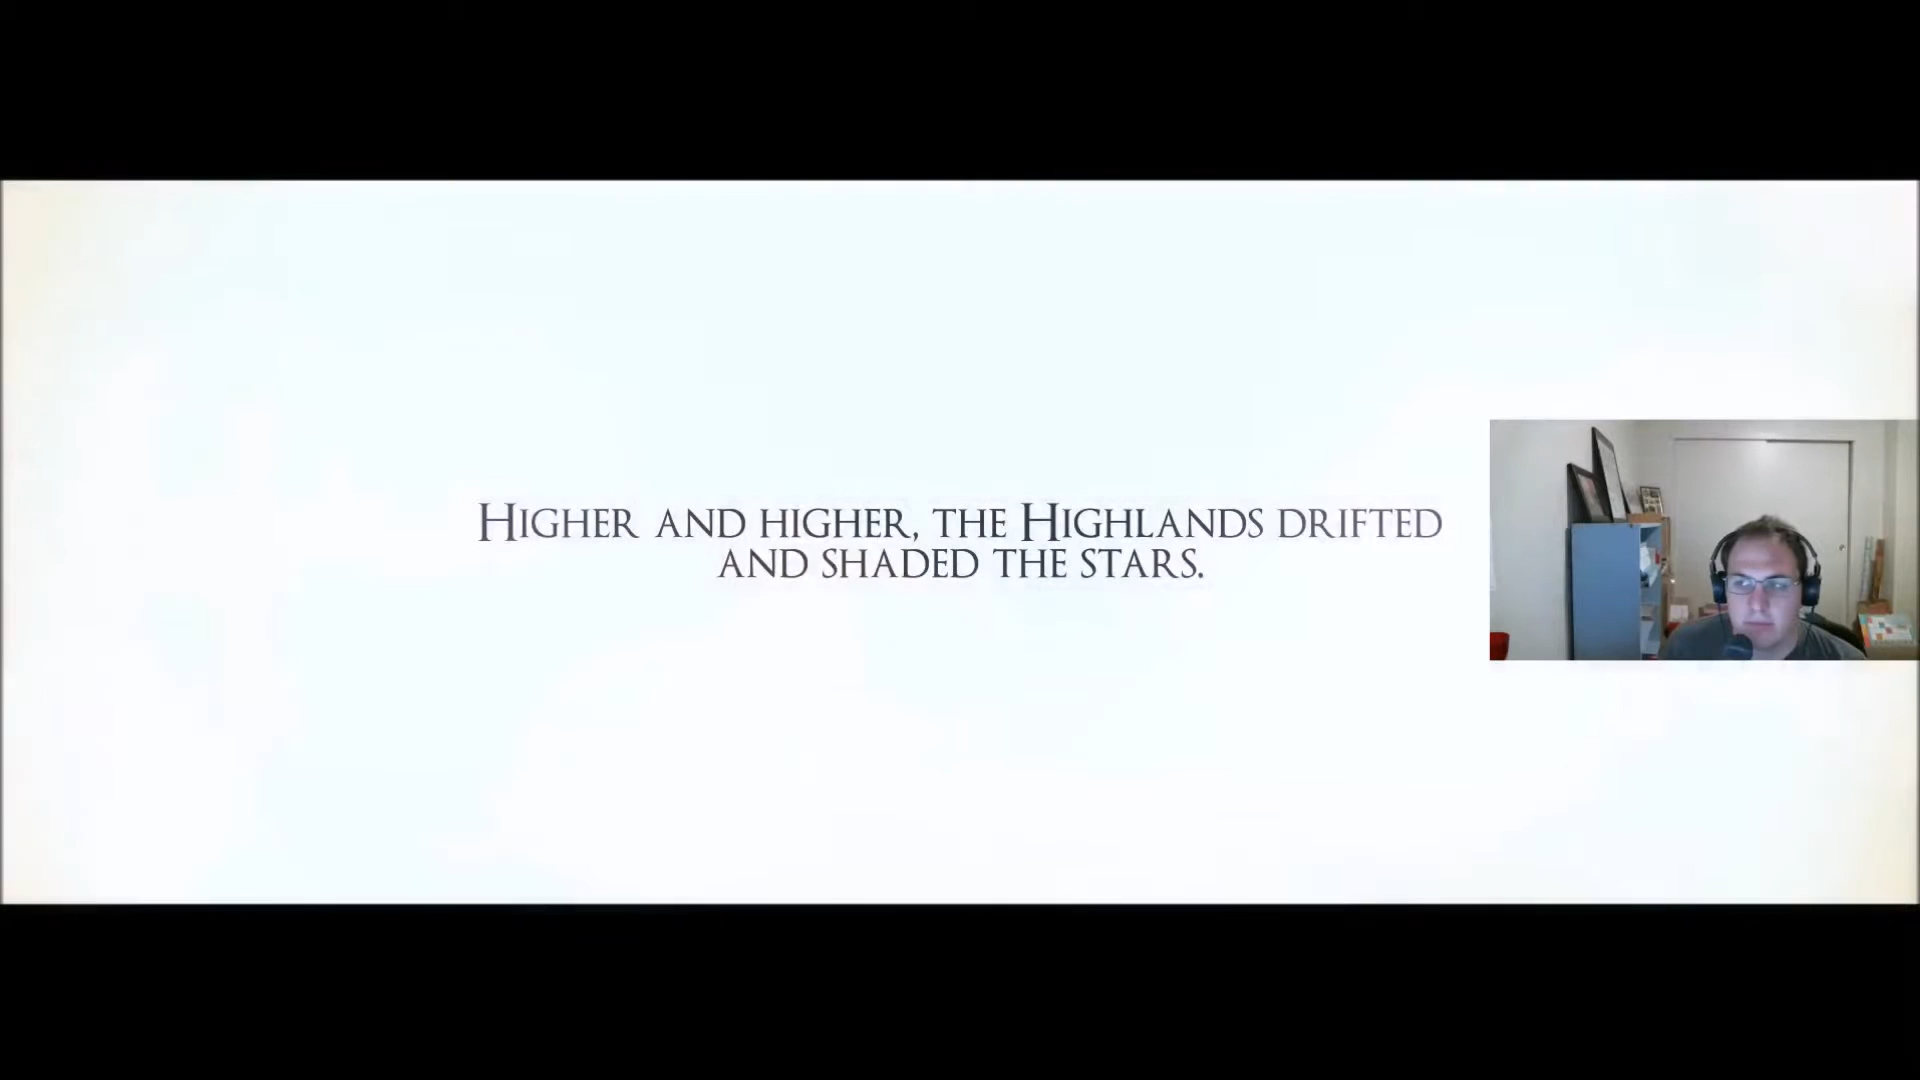 Higher and higher, the Highlands drifted
and shaded the stars.